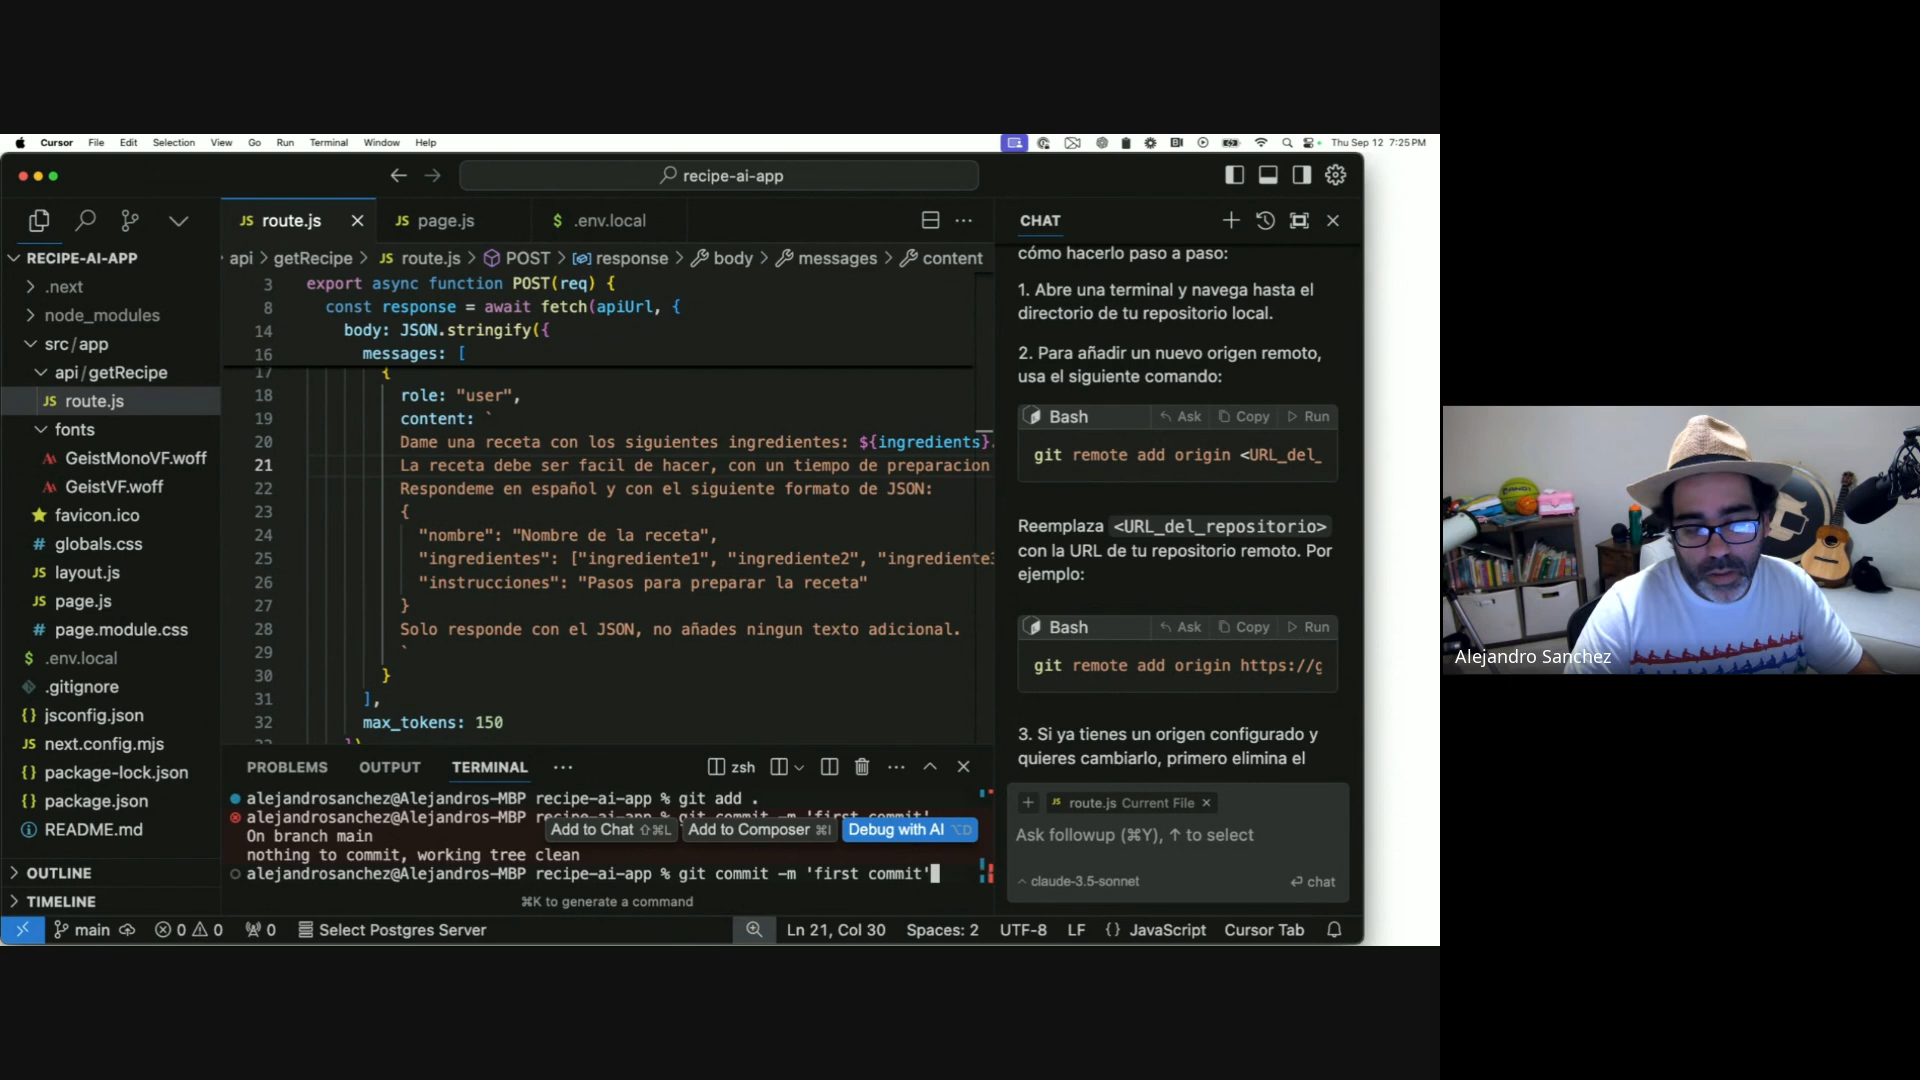 Cursor File Edit Selection View Go Run Terminal Window Help
Thu Sep 12 7:25 PM
recipe-ai-app
JS route.js
JS page.js
$ .env.local
RECIPE-AI-APP
.next
node_modules
src/app
api/getRecipe
JS route.js
fonts
GeistMonoVF.woff
GeistVF.woff
favicon.ico
# globals.css
JS layout.js
JS page.js
# page.module.css
$ .env.local
.gitignore
{} jsconfig.json
JS next.config.mjs
{} package-lock.json
{} package.json
README.md
OUTLINE
TIMELINE
api > getRecipe > JS route.js > POST > response > body > messages > content
3 export async function POST(req) {
8 const response = await fetch(apiUrl, {
14 body: JSON.stringify({
16 messages: [
17 {
18 role: "user",
19 content: `
20 Dame una receta con los siguientes ingredientes: ${ingredients}.
21 La receta debe ser facil de hacer, con un tiempo de preparacion
22 Respondeme en español y con el siguiente formato de JSON:
23 {
24 "nombre": "Nombre de la receta",
25 "ingredientes": ["ingrediente1", "ingrediente2", "ingrediente3
26 "instrucciones": "Pasos para preparar la receta"
27 }
28 Solo responde con el JSON, no añades ningun texto adicional.
29 `
30 }
31 ],
32 max_tokens: 150
PROBLEMS OUTPUT TERMINAL ··· zsh
alejandrosanchez@Alejandros-MBP recipe-ai-app % git add .
alejandrosanchez@Alejandros-MBP recipe-ai-app % git commit -m 'first commit'
Add to Chat ⇧⌘L Add to Composer ⌘I Debug with AI ⌥D
On branch main
nothing to commit, working tree clean
alejandrosanchez@Alejandros-MBP recipe-ai-app % git commit -m 'first commit'
⌘K to generate a command
CHAT
cómo hacerlo paso a paso:
1. Abre una terminal y navega hasta el
directorio de tu repositorio local.
2. Para añadir un nuevo origen remoto,
usa el siguiente comando:
Bash Ask Copy Run
git remote add origin <URL_del_
Reemplaza <URL_del_repositorio>
con la URL de tu repositorio remoto. Por
ejemplo:
Bash Ask Copy Run
git remote add origin https://g
3. Si ya tienes un origen configurado y
quieres cambiarlo, primero elimina el
+ JS route.js Current File ×
Ask followup (⌘Y), ↑ to select
claude-3.5-sonnet
chat
main 0 0 0 Select Postgres Server Ln 21, Col 30 Spaces: 2 UTF-8 LF {} JavaScript Cursor Tab
Alejandro Sanchez